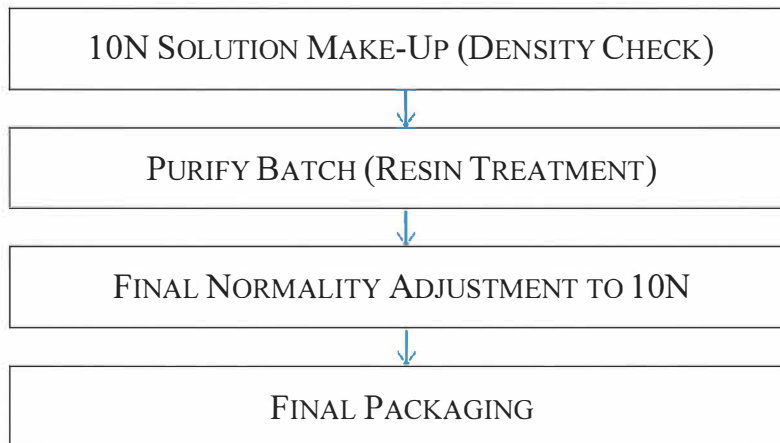 10N SOLUTION MAKE-UP (DENSITY CHECK)
PURIFY BATCH (RESIN TREATMENT)
FINAL NORMALITY ADJUSTMENT TO 10N
FINAL PACKAGING